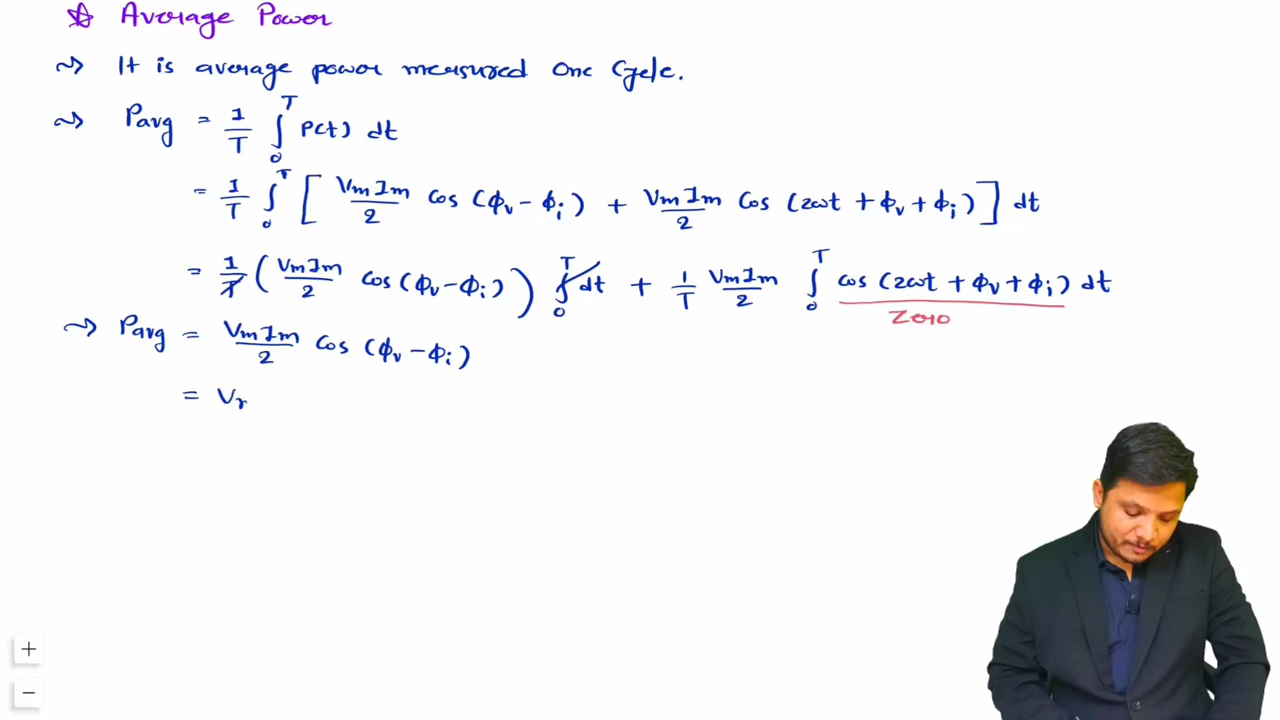 ☆ Average Power
~> It is average power measured One Cycle.
~> Pavg = 1/T ∫₀ᵀ P(t) dt
= 1/T ∫₀ᵀ [ VmIm/2 cos (ϕv - ϕi) + VmIm/2 cos (2ωt + ϕv + ϕi) ] dt
= 1/T ( VmIm/2 cos (ϕv - ϕi) ) ∫₀ᵀ dt + 1/T VmIm/2 ∫₀ᵀ cos (2ωt + ϕv + ϕi) dt
Zero
~> Pavg = VmIm/2 cos (ϕv - ϕi)
= Vr
+
−